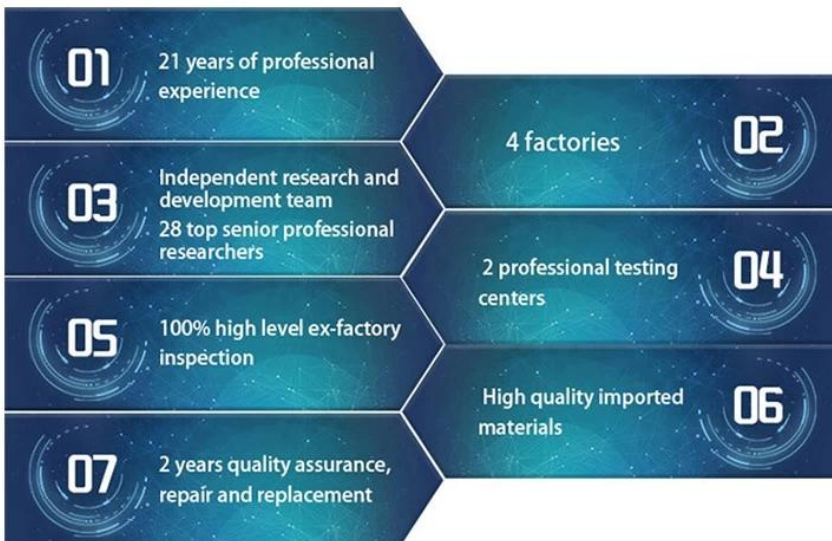 01
21 years of professional
experience
02
4 factories
03
Independent research and
development team
28 top senior professional
researchers
04
2 professional testing
centers
05
100% high level ex-factory
inspection
06
High quality imported
materials
07
2 years quality assurance,
repair and replacement